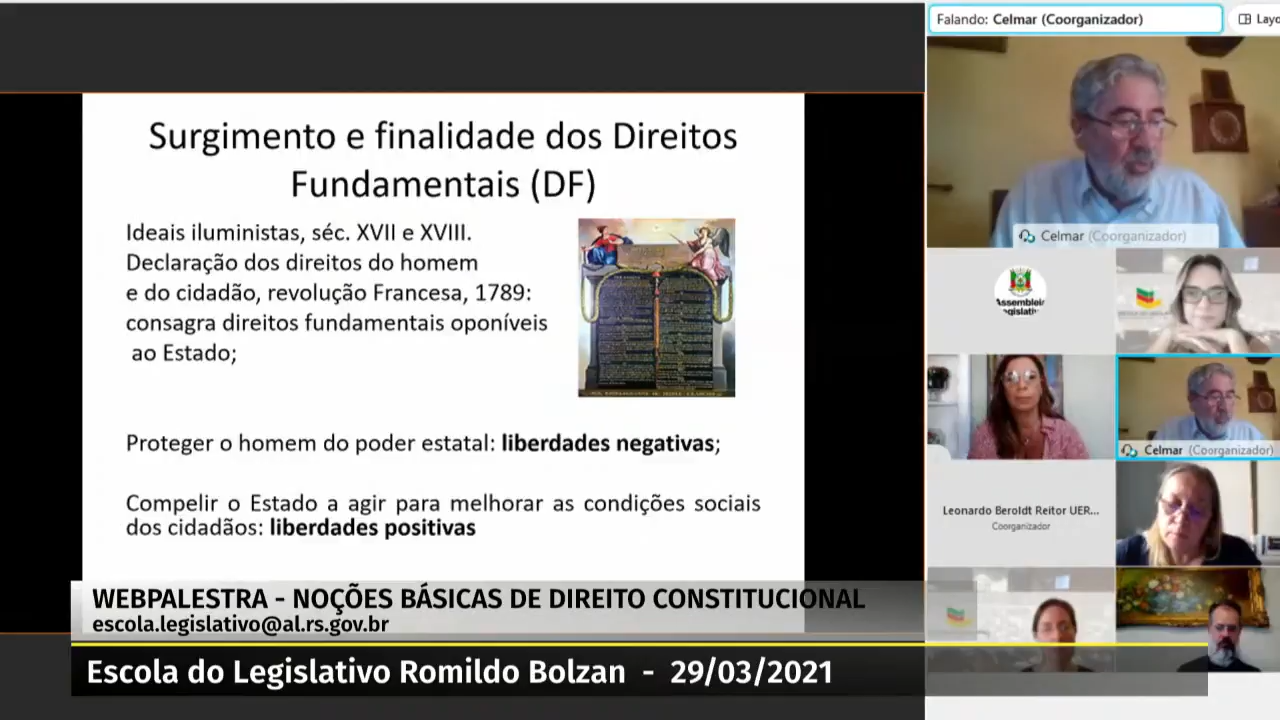 Falando: Celmar (Coorganizador)
Surgimento e finalidade dos Direitos
Fundamentais (DF)
Ideais iluministas, séc. XVII e XVIII.
Declaração dos direitos do homem
e do cidadão, revolução Francesa, 1789:
consagra direitos fundamentais oponíveis
ao Estado;
Proteger o homem do poder estatal: liberdades negativas;
Compelir o Estado a agir para melhorar as condições sociais
dos cidadãos: liberdades positivas
Celmar (Coorganizador)
Celmar (Coorganizador)
Leonardo Beroldt Reitor UER...
Coorganizador
WEBPALESTRA - NOÇÕES BÁSICAS DE DIREITO CONSTITUCIONAL
escola.legislativo@al.rs.gov.br
Escola do Legislativo Romildo Bolzan - 29/03/2021